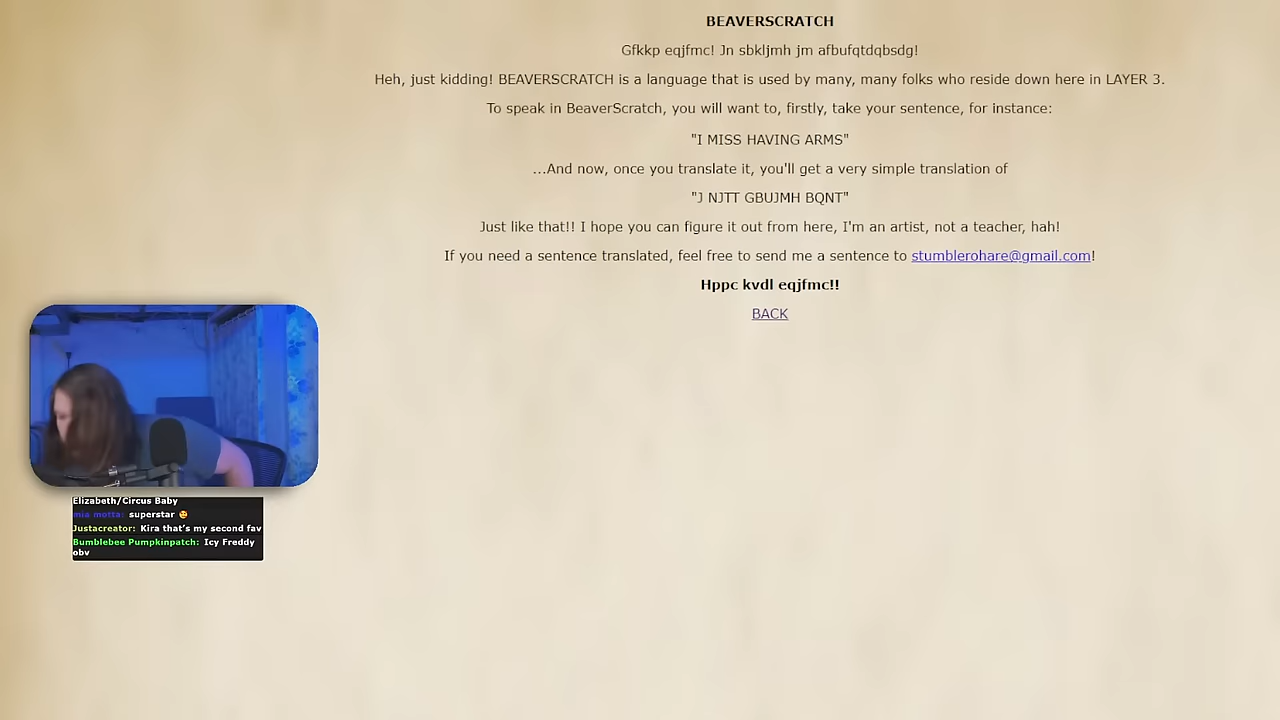 BEAVERSCRATCH
Gfkkp eqjfmc! Jn sbkljmh jm afbufqtdqbsdg!
Heh, just kidding! BEAVERSCRATCH is a language that is used by many, many folks who reside down here in LAYER 3.
To speak in BeaverScratch, you will want to, firstly, take your sentence, for instance:
"I MISS HAVING ARMS"
...And now, once you translate it, you'll get a very simple translation of
"J NJTT GBUJMH BQNT"
Just like that!! I hope you can figure it out from here, I'm an artist, not a teacher, hah!
If you need a sentence translated, feel free to send me a sentence to stumblerohare@gmail.com!
Hppc kvdl eqjfmc!!
BACK
Elizabeth/Circus Baby
mia motta: superstar
Justacreator: Kira that's my second fav
Bumblebee Pumpkinpatch: Icy Freddy
obv